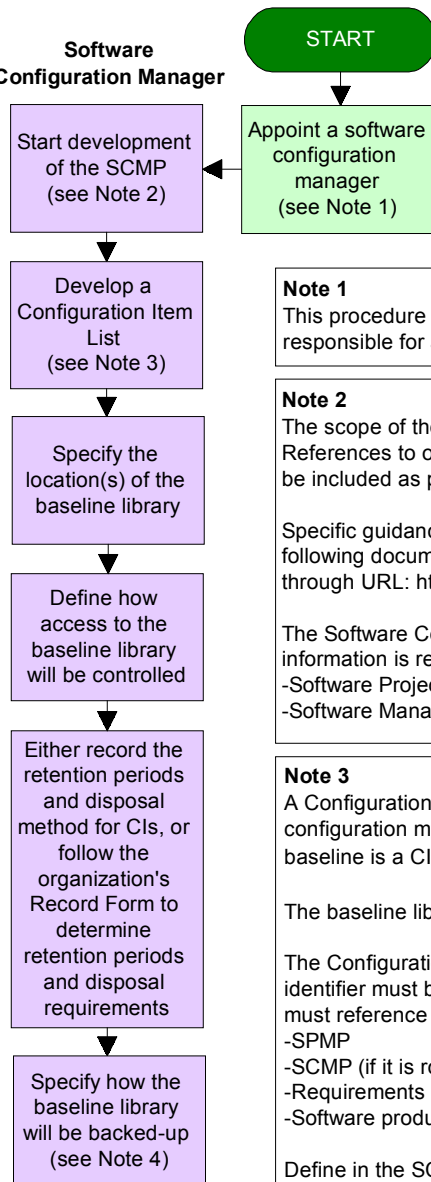 Software
Configuration Manager
START
Appoint a software
configuration
manager
(see Note 1)
Start development
of the SCMP
(see Note 2)
Develop a
Configuration Item
List
(see Note 3)
Specify the
location(s) of the
baseline library
Define how
access to the
baseline library
will be controlled
Either record the
retention periods
and disposal
method for CIs, or
follow the
organization's
Record Form to
determine
retention periods
and disposal
requirements
Specify how the
baseline library
will be backed-up
(see Note 4)
Note 1
This procedure
responsible for
Note 2
The scope of the
References to o
be included as p
Specific guidanc
following docum
through URL: ht
The Software Co
information is re
-Software Projec
-Software Mana
Note 3
A Configuration
configuration m
baseline is a CI
The baseline lib
The Configurati
identifier must b
must reference
-SPMP
-SCMP (if it is ro
-Requirements
-Software produ
Define in the SC